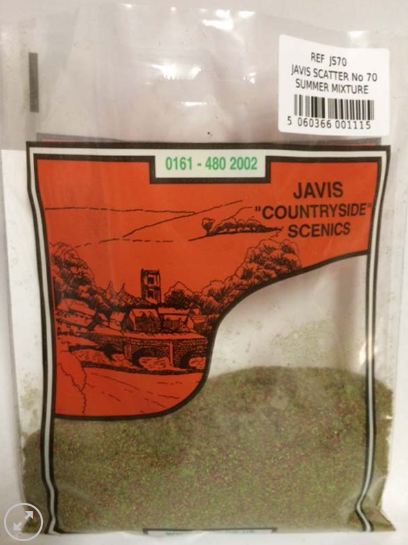 REF JS70
JAVIS SCATTER No 70
SUMMER MIXTURE
5 060366 001115
0161 - 480 2002
JAVIS
"COUNTRYSIDE"
SCENICS